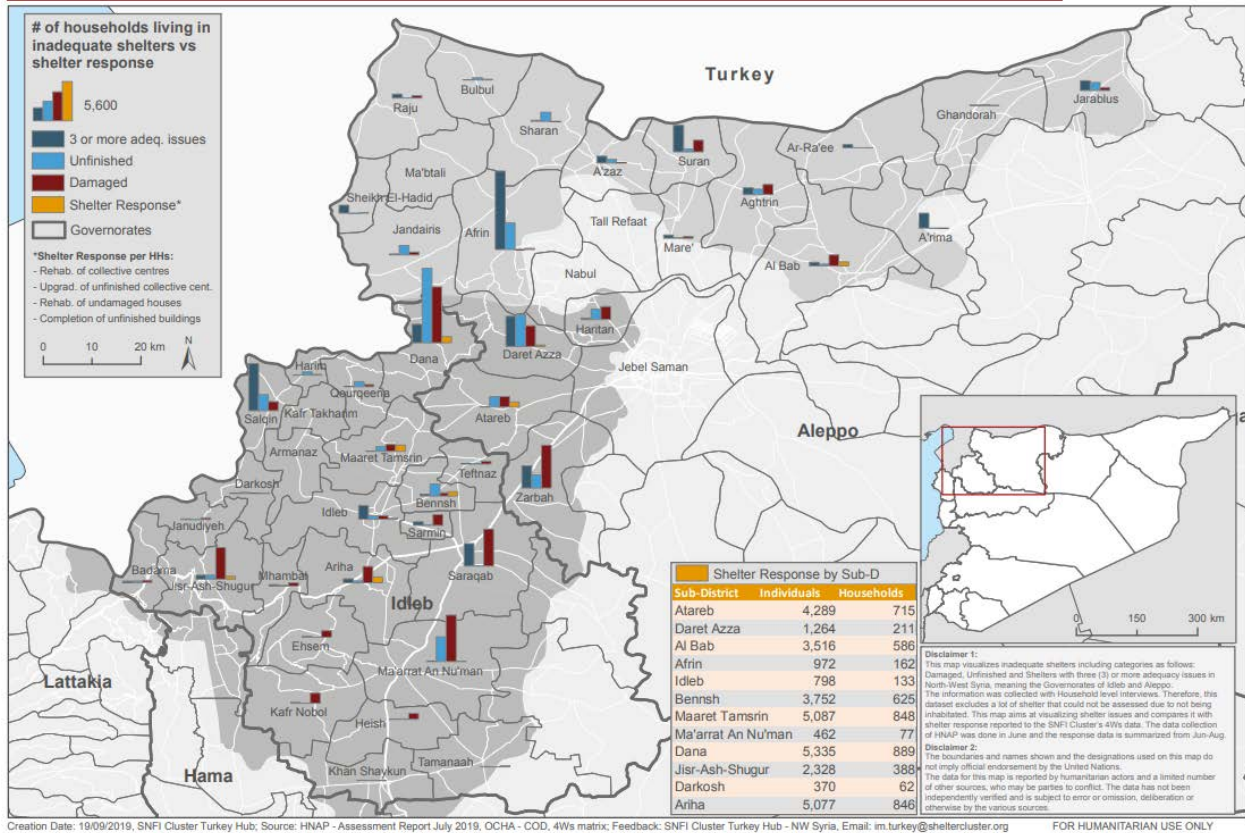 # of households living in
inadequate shelters vs
shelter response
5,600
3 or more adeq. issues
Unfinished
Damaged
Shelter Response*
Governorates
*Shelter Response per HHs:
- Rehab. of collective centres
- Upgrad. of unfinished collective cent.
- Rehab. of undamaged houses
- Completion of unfinished buildings
0 10 20 km
N
Turkey
Bulbul
Raju
Sharan
Ma'btali
Sheikh El-Hadid
Jandairis
Afrin
A'zaz
Suran
Ar-Ra'ee
Ghandorah
Jarablus
Aghtrin
Tall Refaat
Mare'
A'rima
Al Bab
Nabul
Haritan
Dana
Daret Azza
Jebel Saman
Harim
Qourqeena
Salqin
Kafr Takharim
Atareb
Aleppo
Armanaz
Maaret Tamsrin
Teftnaz
Darkosh
Bennsh
Zarbah
Janudiyeh
Idleb
Sarmin
Badama
Jisr-Ash-Shugur
Mhambal
Ariha
Saraqab
Idleb
Ehsem
Ma'arrat An Nu'man
Lattakia
Kafr Nobol
Heish
Hama
Khan Shaykun
Tamanaah
Shelter Response by Sub-D
Sub-District Individuals Households
Atareb 4,289 715
Daret Azza 1,264 211
Al Bab 3,516 586
Afrin 972 162
Idleb 798 133
Bennsh 3,752 625
Maaret Tamsrin 5,087 848
Ma'arrat An Nu'man 462 77
Dana 5,335 889
Jisr-Ash-Shugur 2,328 388
Darkosh 370 62
Ariha 5,077 846
0 150 300 km
Disclaimer 1:
This map visualizes inadequate shelters including categories as follows:
Damaged, Unfinished and Shelters with three (3) or more adequacy issues in
North-West Syria, meaning the Governorates of Idleb and Aleppo.
The information was collected with Household level interviews. Therefore, this
dataset excludes a lot of shelter that could not be assessed due to not being
inhabitated. This map aims at visualizing shelter issues and compares it with
shelter response reported to the SNFI Cluster's 4Ws data. The data collection
of HNAP was done in June and the response data is summarized from Jun-Aug.
Disclaimer 2:
The boundaries and names shown and the designations used on this map do
not imply official endorsement by the United Nations.
The data for this map is reported by humanitarian actors and a limited number
of other sources, who may be parties to conflict. The data has not been
independently verified and is subject to error or omission, deliberation or
otherwise by the various sources.
Creation Date: 19/09/2019, SNFI Cluster Turkey Hub; Source: HNAP - Assessment Report July 2019, OCHA - COD, 4Ws matrix; Feedback: SNFI Cluster Turkey Hub - NW Syria, Email: im.turkey@sheltercluster.org FOR HUMANITARIAN USE ONLY